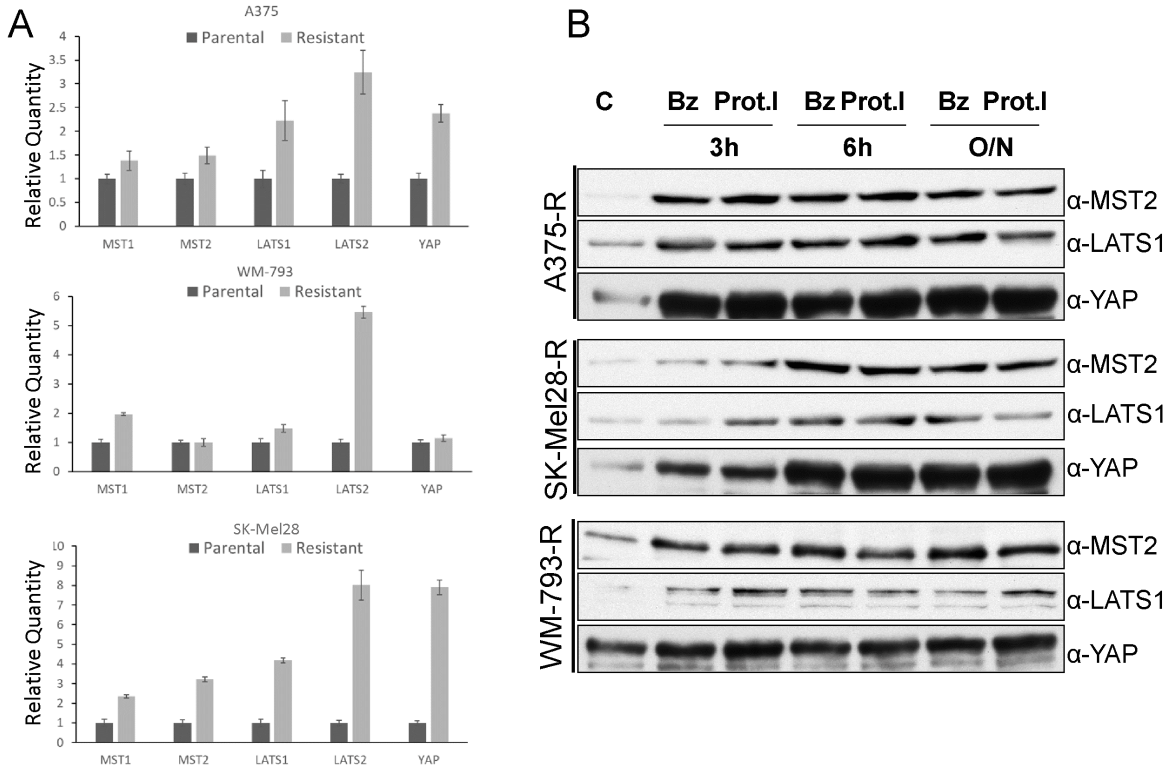 A
A375
Parental Resistant
4
3.5
3
2.5
2
1.5
1
0.5
0
Relative Quantity
MST1 MST2 LATS1 LATS2 YAP
WM-793
Parental Resistant
6
5
4
3
2
1
0
Relative Quantity
MST1 MST2 LATS1 LATS2 YAP
SK-Mel28
Parental Resistant
10
9
8
7
6
5
4
3
2
1
0
Relative Quantity
MST1 MST2 LATS1 LATS2 YAP
B
C Bz Prot.I Bz Prot.I Bz Prot.I
3h 6h O/N
A375-R
α-MST2
α-LATS1
α-YAP
SK-Mel28-R
α-MST2
α-LATS1
α-YAP
WM-793-R
α-MST2
α-LATS1
α-YAP